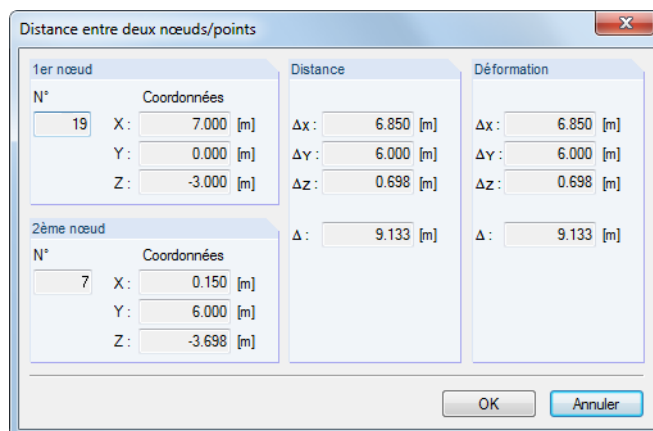 Distance entre deux nœuds/points
1er nœud
N°
Coordonnées
19
X :
7.000
[m]
Y :
0.000
[m]
Z :
-3.000
[m]
2ème nœud
N°
Coordonnées
7
X :
0.150
[m]
Y :
6.000
[m]
Z :
-3.698
[m]
Distance
ΔX :
6.850
[m]
ΔY :
6.000
[m]
ΔZ :
0.698
[m]
Δ :
9.133
[m]
Déformation
ΔX :
6.850
[m]
ΔY :
6.000
[m]
ΔZ :
0.698
[m]
Δ :
9.133
[m]
OK
Annuler